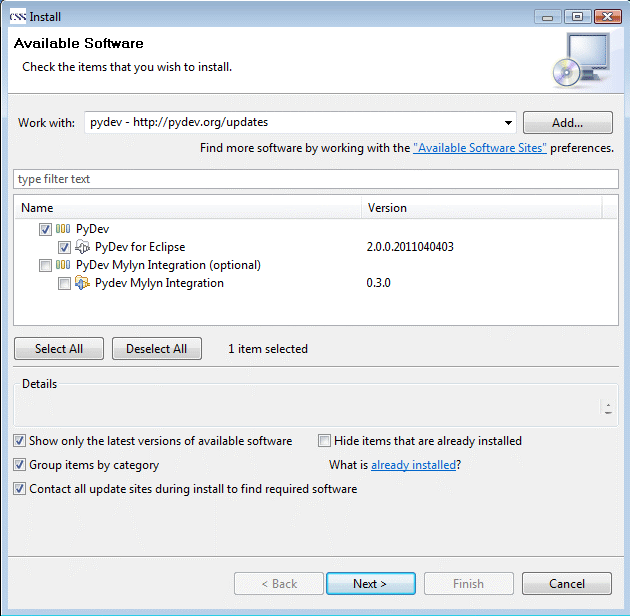 CSS Install
Available Software
Check the items that you wish to install.
Work with: pydev - http://pydev.org/updates Add...
Find more software by working with the "Available Software Sites" preferences.
type filter text
Name Version
PyDev
PyDev for Eclipse 2.0.0.2011040403
PyDev Mylyn Integration (optional)
Pydev Mylyn Integration 0.3.0
Select All Deselect All 1 item selected
Details
Show only the latest versions of available software Hide items that are already installed
Group items by category What is already installed?
Contact all update sites during install to find required software
< Back Next > Finish Cancel